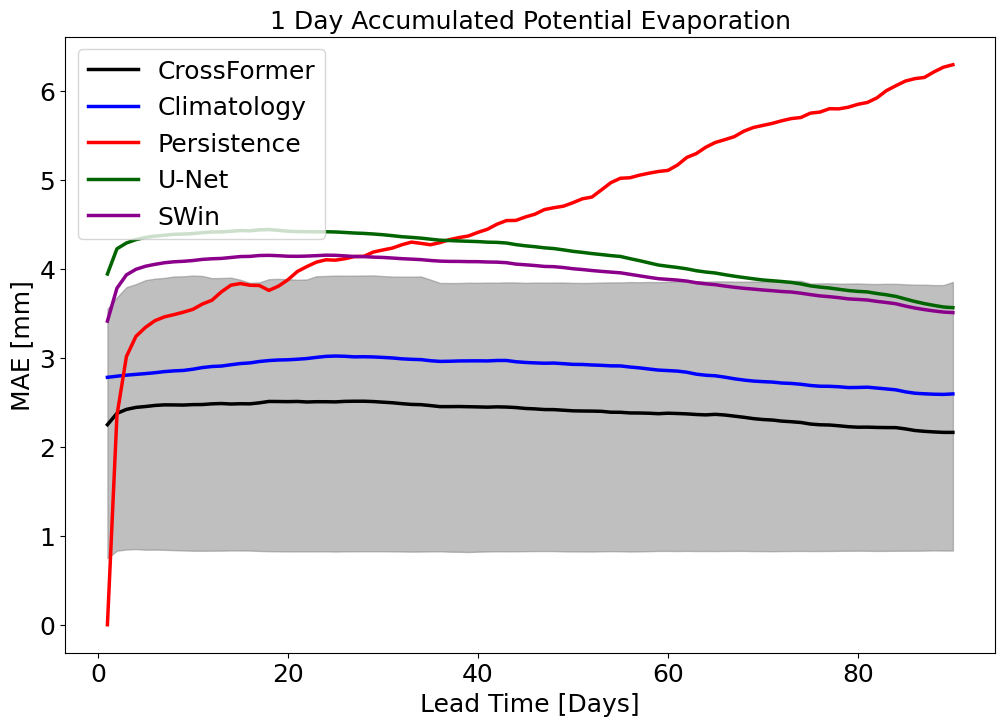 1 Day Accumulated Potential Evaporation
CrossFormer
Climatology
Persistence
U-Net
SWin
MAE [mm]
6
5
4
3
2
1
0
0 20 40 60 80
Lead Time [Days]